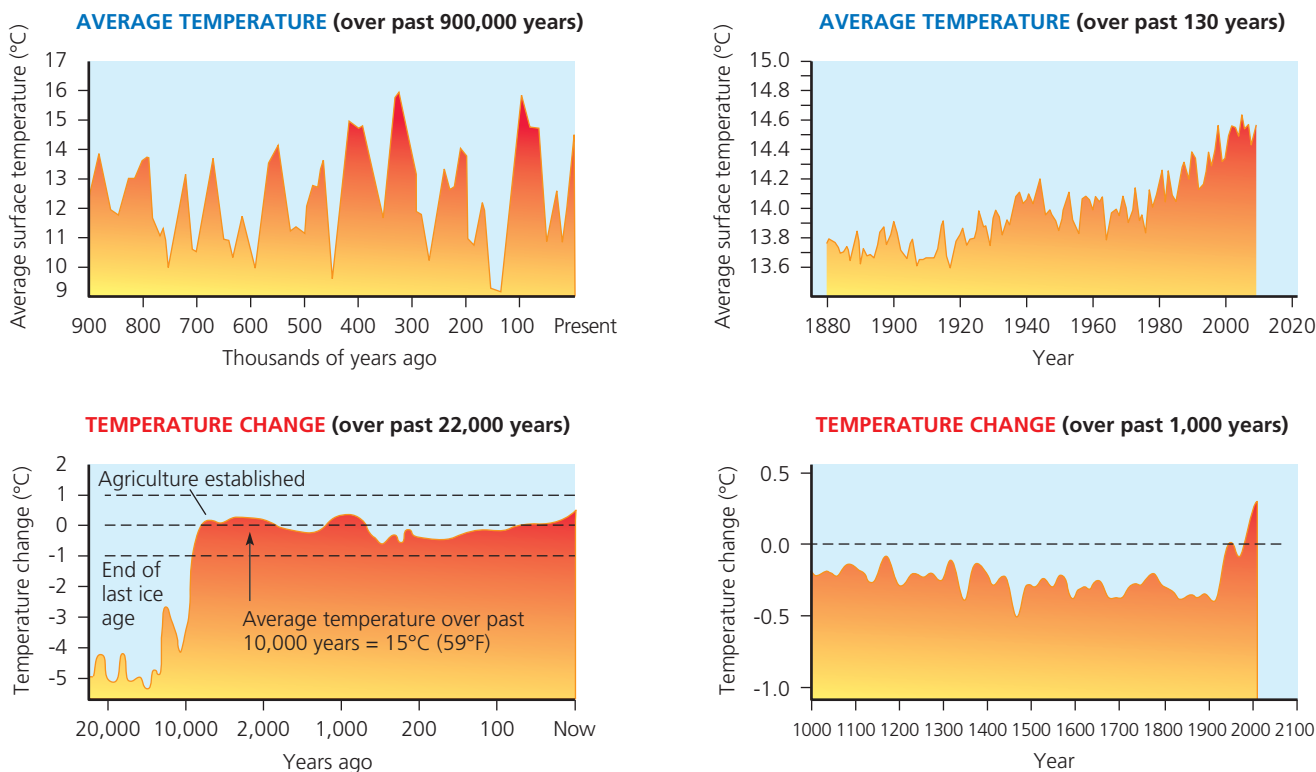 AVERAGE TEMPERATURE (over past 900,000 years)
Average surface temperature (°C)
17
16
15
14
13
12
11
10
9
900 800 700 600 500 400 300 200 100 Present
Thousands of years ago
AVERAGE TEMPERATURE (over past 130 years)
Average surface temperature (°C)
15.0
14.8
14.6
14.4
14.2
14.0
13.8
13.6
1880 1900 1920 1940 1960 1980 2000 2020
Year
TEMPERATURE CHANGE (over past 22,000 years)
Temperature change (°C)
2
1
0
-1
-2
-3
-4
-5
Agriculture established
End of
last ice
age
Average temperature over past
10,000 years = 15°C (59°F)
20,000 10,000 2,000 1,000 200 100 Now
Years ago
TEMPERATURE CHANGE (over past 1,000 years)
Temperature change (°C)
0.5
0.0
-0.5
-1.0
1000 1100 1200 1300 1400 1500 1600 1700 1800 1900 2000 2100
Year